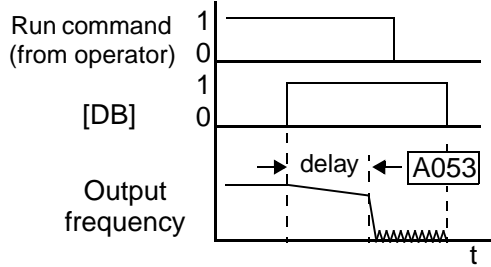 Run command
(from operator)
1
0
[DB]
1
0
delay
A053
Output
frequency
t